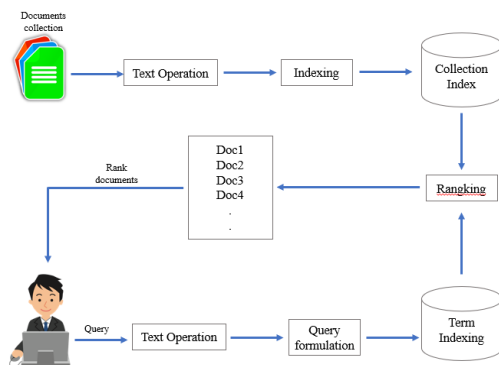 Documents
collection
Text Operation
Indexing
Collection
Index
Doc1
Doc2
Doc3
Doc4
.
.
Rank
documents
Rangking
Query
Text Operation
Query
formulation
Term
Indexing